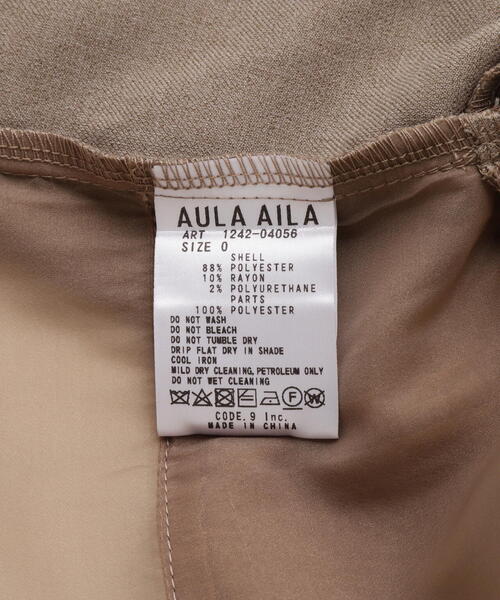 AULA AILA
ART 1242-04056
SIZE 0
SHELL
88% POLYESTER
10% RAYON
2% POLYURETHANE
PARTS
100% POLYESTER
DO NOT WASH
DO NOT BLEACH
DO NOT TUMBLE DRY
DRIP FLAT DRY IN SHADE
COOL IRON
MILD DRY CLEANING,PETROLEUM ONLY
DO NOT WET CLEANING
F W
CODE.9 Inc.
MADE IN CHINA